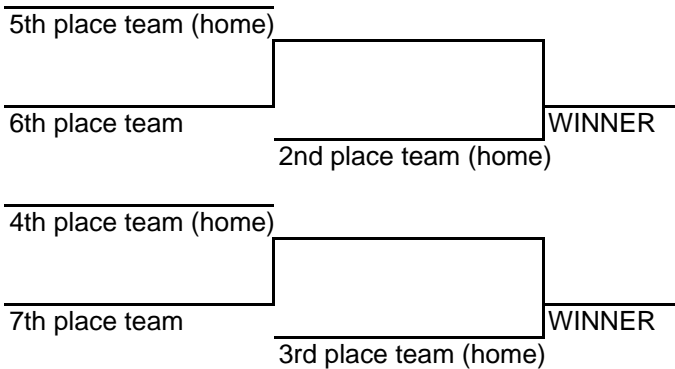 5th place team (home)
6th place team
WINNER
2nd place team (home)
4th place team (home)
7th place team
WINNER
3rd place team (home)